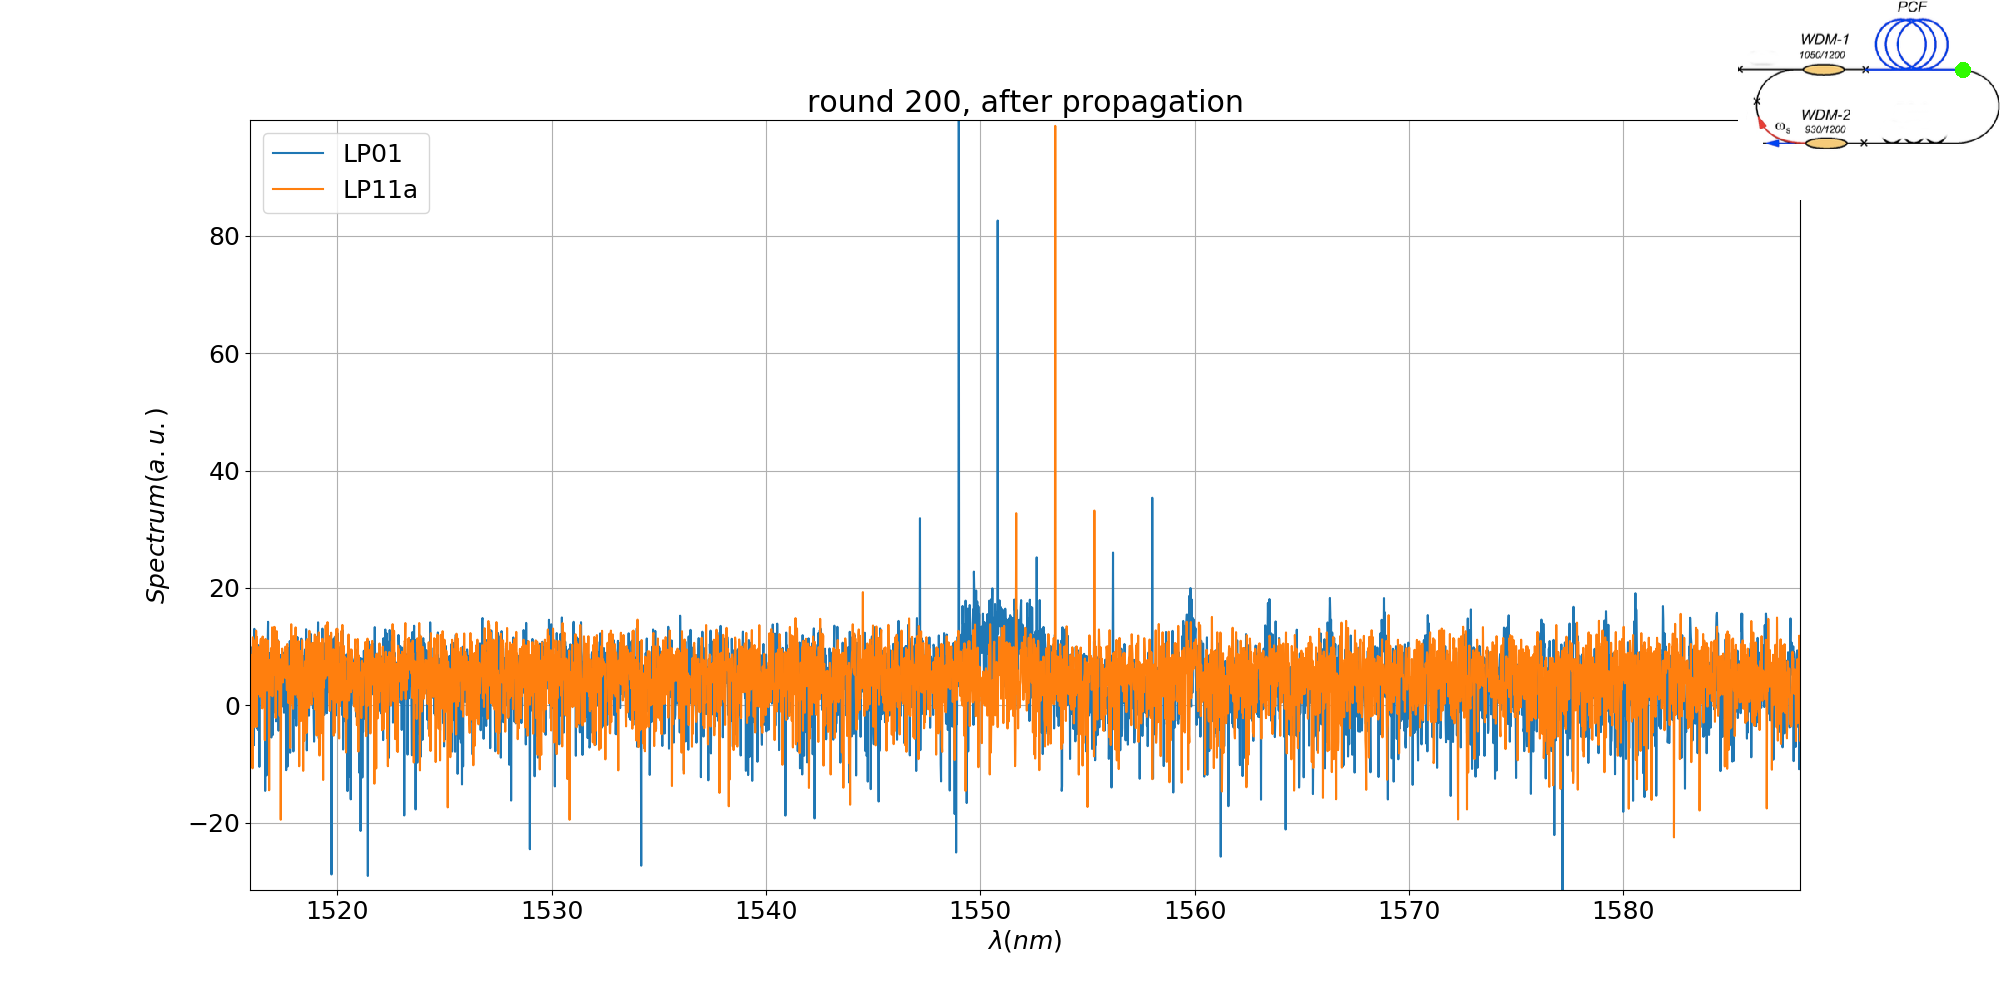 PCF
WDM-1
1050/1200
WDM-2
930/1200
ωs
round 200, after propagation
LP01
LP11a
80
60
40
20
0
−20
Spectrum(a.u.)
1520
1530
1540
1550
1560
1570
1580
λ(nm)